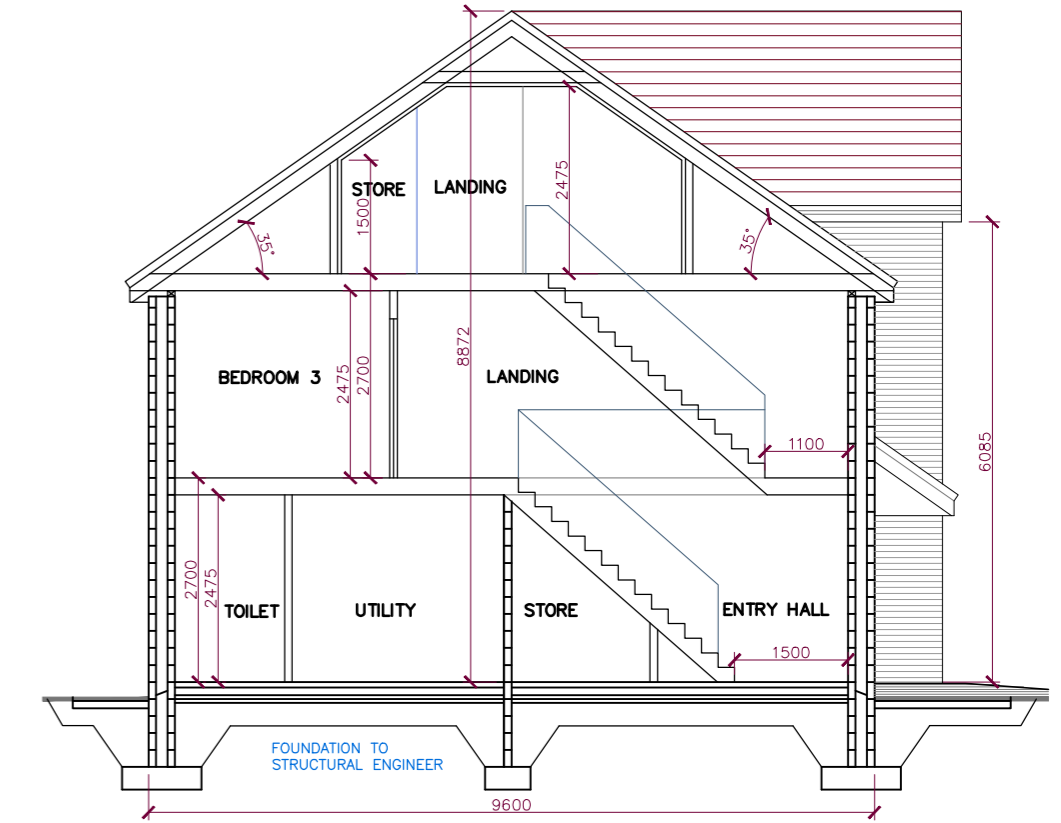 2475
STORE
LANDING
1500
35°
35°
6085
8872
BEDROOM 3
2475
2700
LANDING
1100
2700
2475
TOILET
UTILITY
STORE
ENTRY HALL
1500
FOUNDATION TO
STRUCTURAL ENGINEER
9600